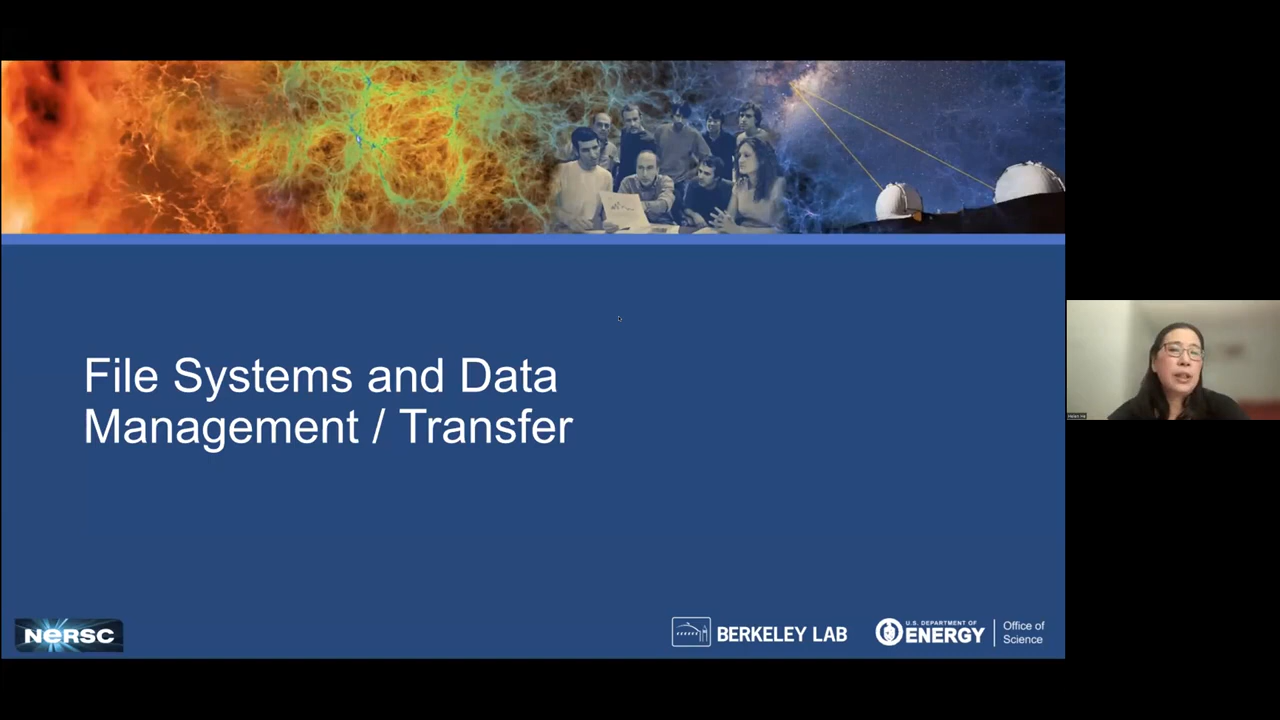 File Systems and Data
Management / Transfer
NERSC
BERKELEY LAB
U.S. DEPARTMENT OF
ENERGY
Office of
Science